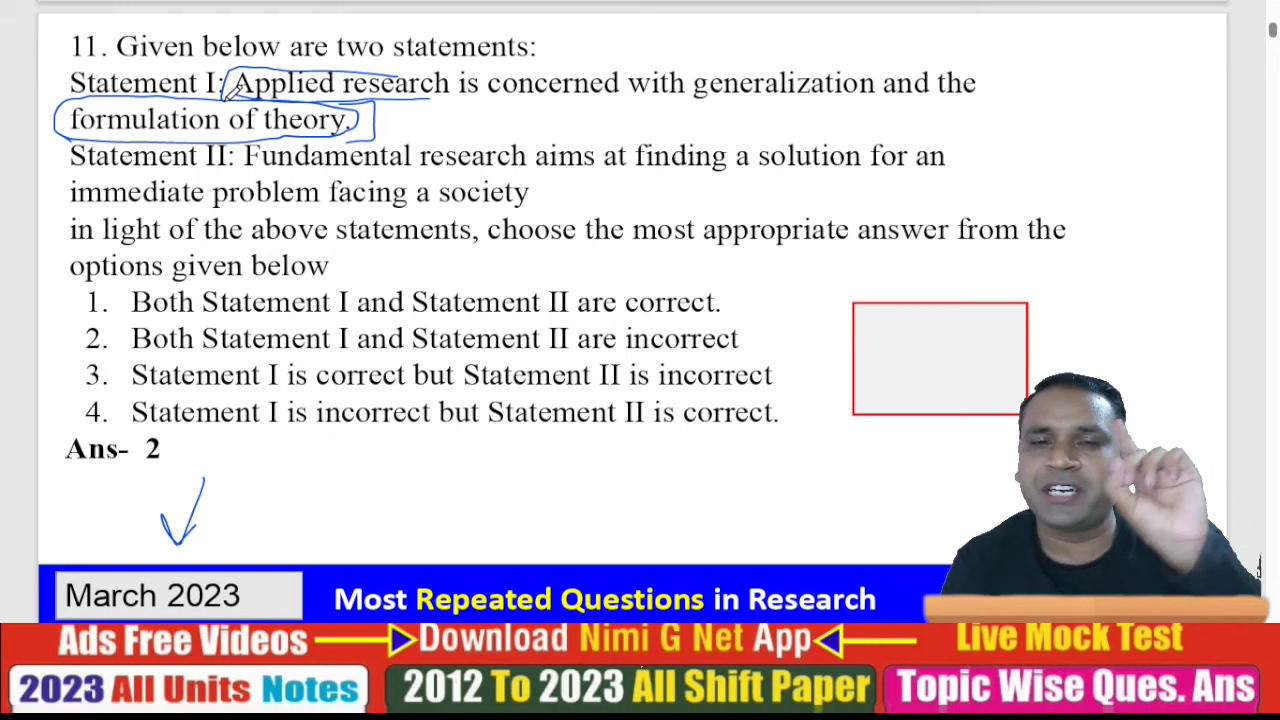 11. Given below are two statements:
Statement I: Applied research is concerned with generalization and the
formulation of theory.
Statement II: Fundamental research aims at finding a solution for an
immediate problem facing a society
in light of the above statements, choose the most appropriate answer from the
options given below
1. Both Statement I and Statement II are correct.
2. Both Statement I and Statement II are incorrect
3. Statement I is correct but Statement II is incorrect
4. Statement I is incorrect but Statement II is correct.
Ans- 2
March 2023
Most Repeated Questions in Research
Ads Free Videos
Download Nimi G Net App
Live Mock Test
2023 All Units Notes
2012 To 2023 All Shift Paper
Topic Wise Ques. Ans